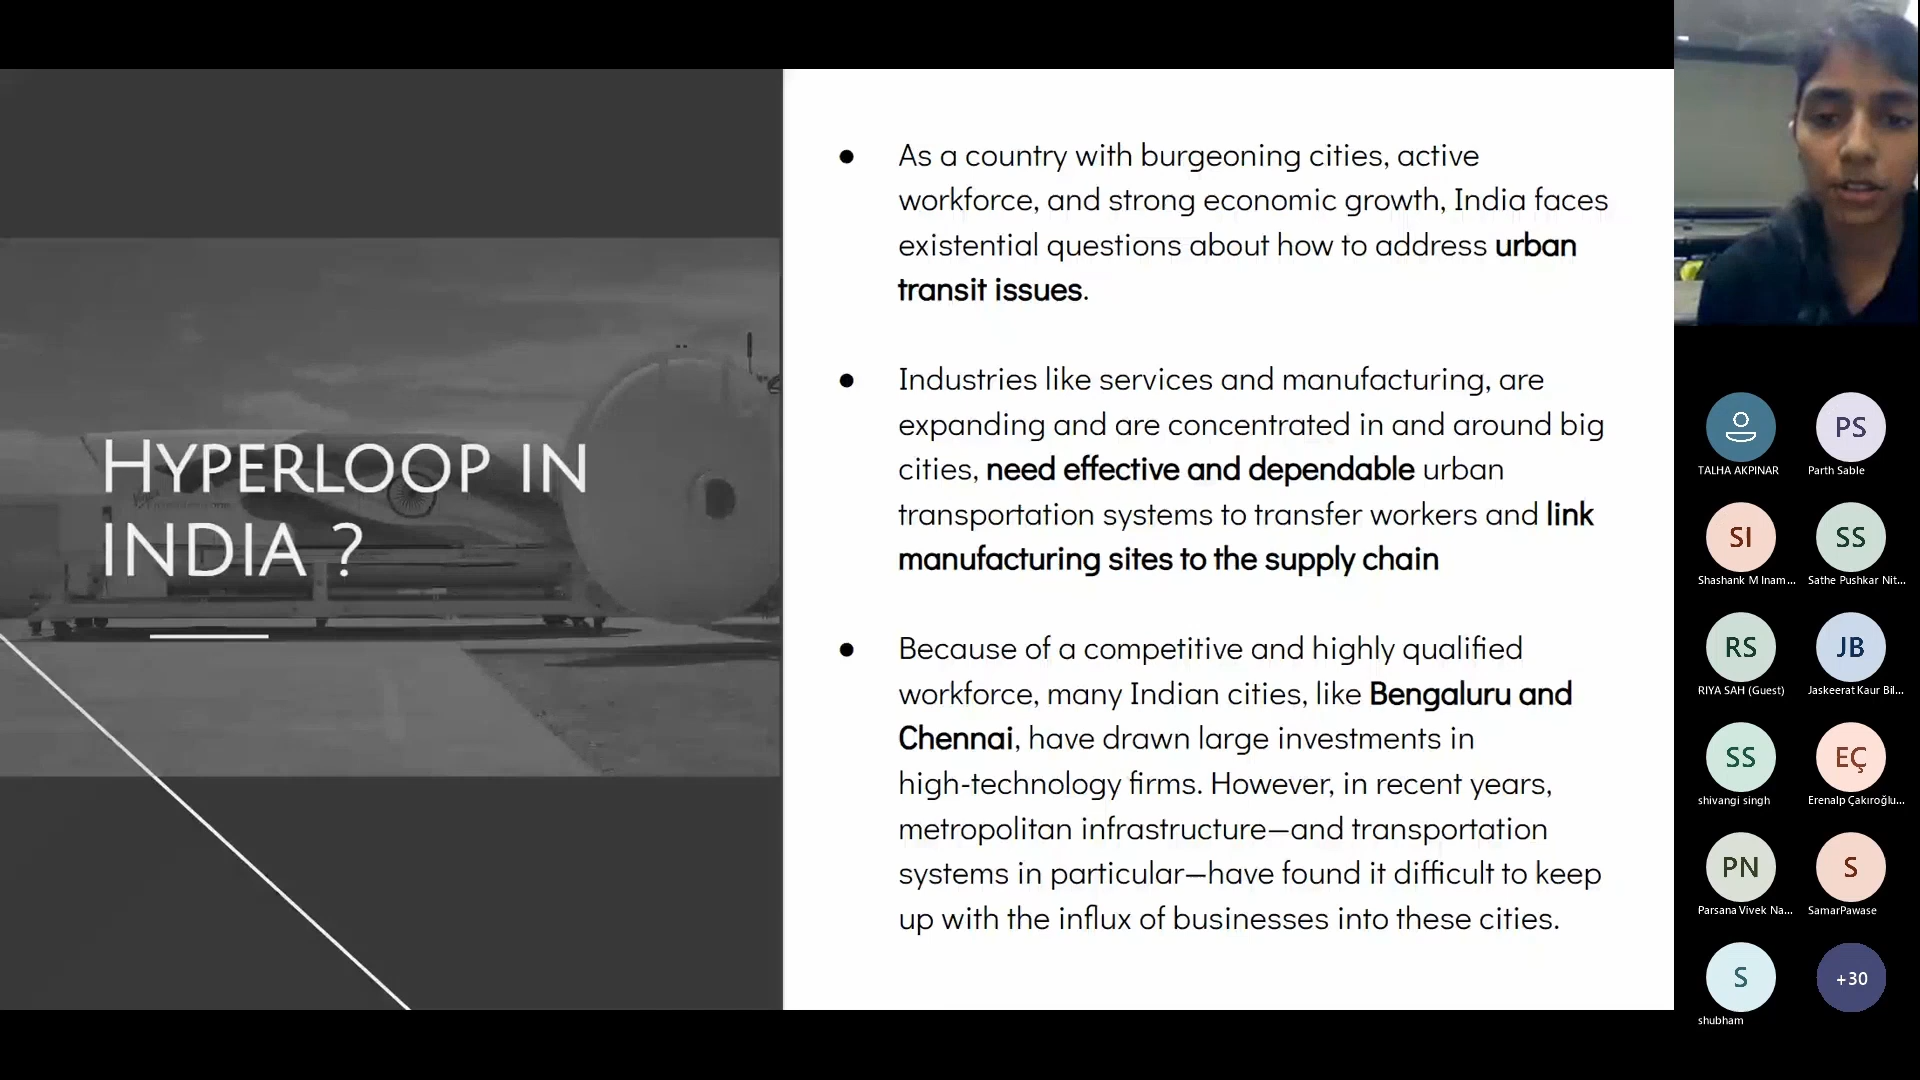 HYPERLOOP IN
INDIA ?
● As a country with burgeoning cities, active
workforce, and strong economic growth, India faces
existential questions about how to address urban
transit issues.
● Industries like services and manufacturing, are
expanding and are concentrated in and around big
cities, need effective and dependable urban
transportation systems to transfer workers and link
manufacturing sites to the supply chain
● Because of a competitive and highly qualified
workforce, many Indian cities, like Bengaluru and
Chennai, have drawn large investments in
high-technology firms. However, in recent years,
metropolitan infrastructure—and transportation
systems in particular—have found it difficult to keep
up with the influx of businesses into these cities.
TALHA AKPINAR
PS
Parth Sable
SI
Shashank M Inam...
SS
Sathe Pushkar Nit...
RS
RIYA SAH (Guest)
JB
Jaskeerat Kaur Bil...
SS
shivangi singh
EÇ
Erenalp Çakıroğlu...
PN
Parsana Vivek Na...
S
SamarPawase
S
shubham
+30